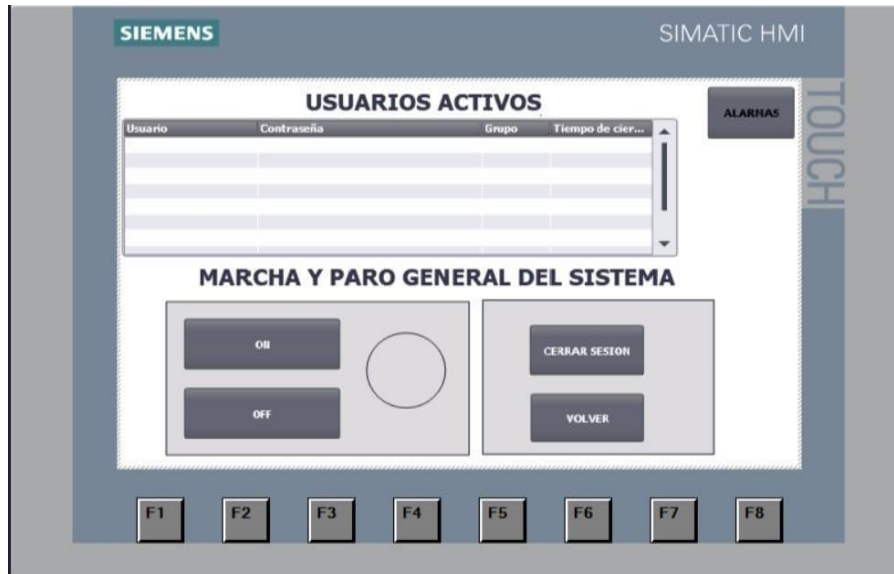 SIEMENS
SIMATIC HMI
TOUCH
USUARIOS ACTIVOS
ALARMAS
Usuario Contraseña Grupo Tiempo de cier...
MARCHA Y PARO GENERAL DEL SISTEMA
ON
OFF
CERRAR SESION
VOLVER
F1 F2 F3 F4 F5 F6 F7 F8